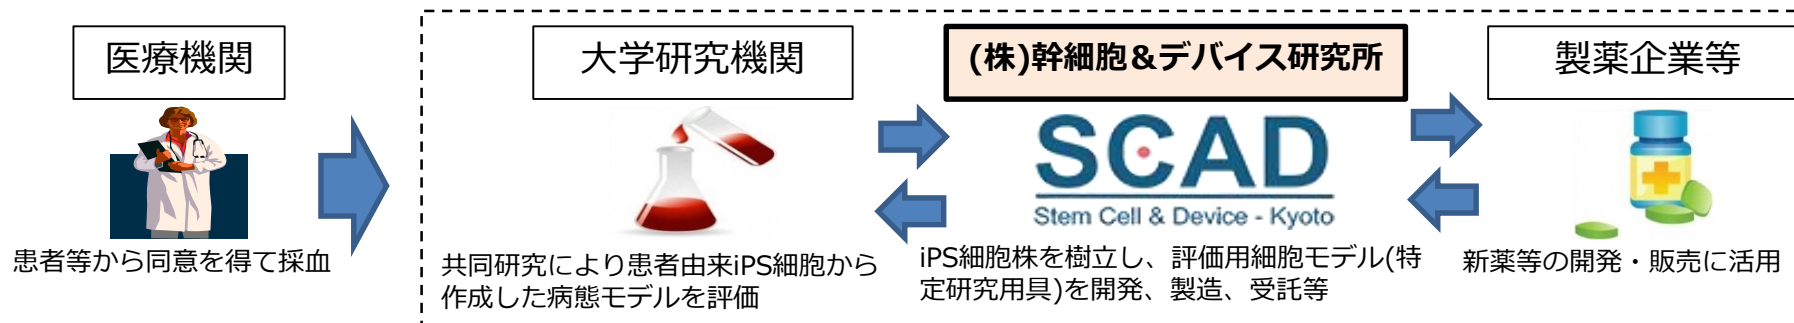 医療機関
患者等から同意を得て採血
大学研究機関
共同研究により患者由来iPS細胞から
作成した病態モデルを評価
(株)幹細胞&デバイス研究所
SCAD
Stem Cell & Device - Kyoto
iPS細胞株を樹立し、評価用細胞モデル(特
定研究用具)を開発、製造、受託等
製薬企業等
新薬等の開発・販売に活用